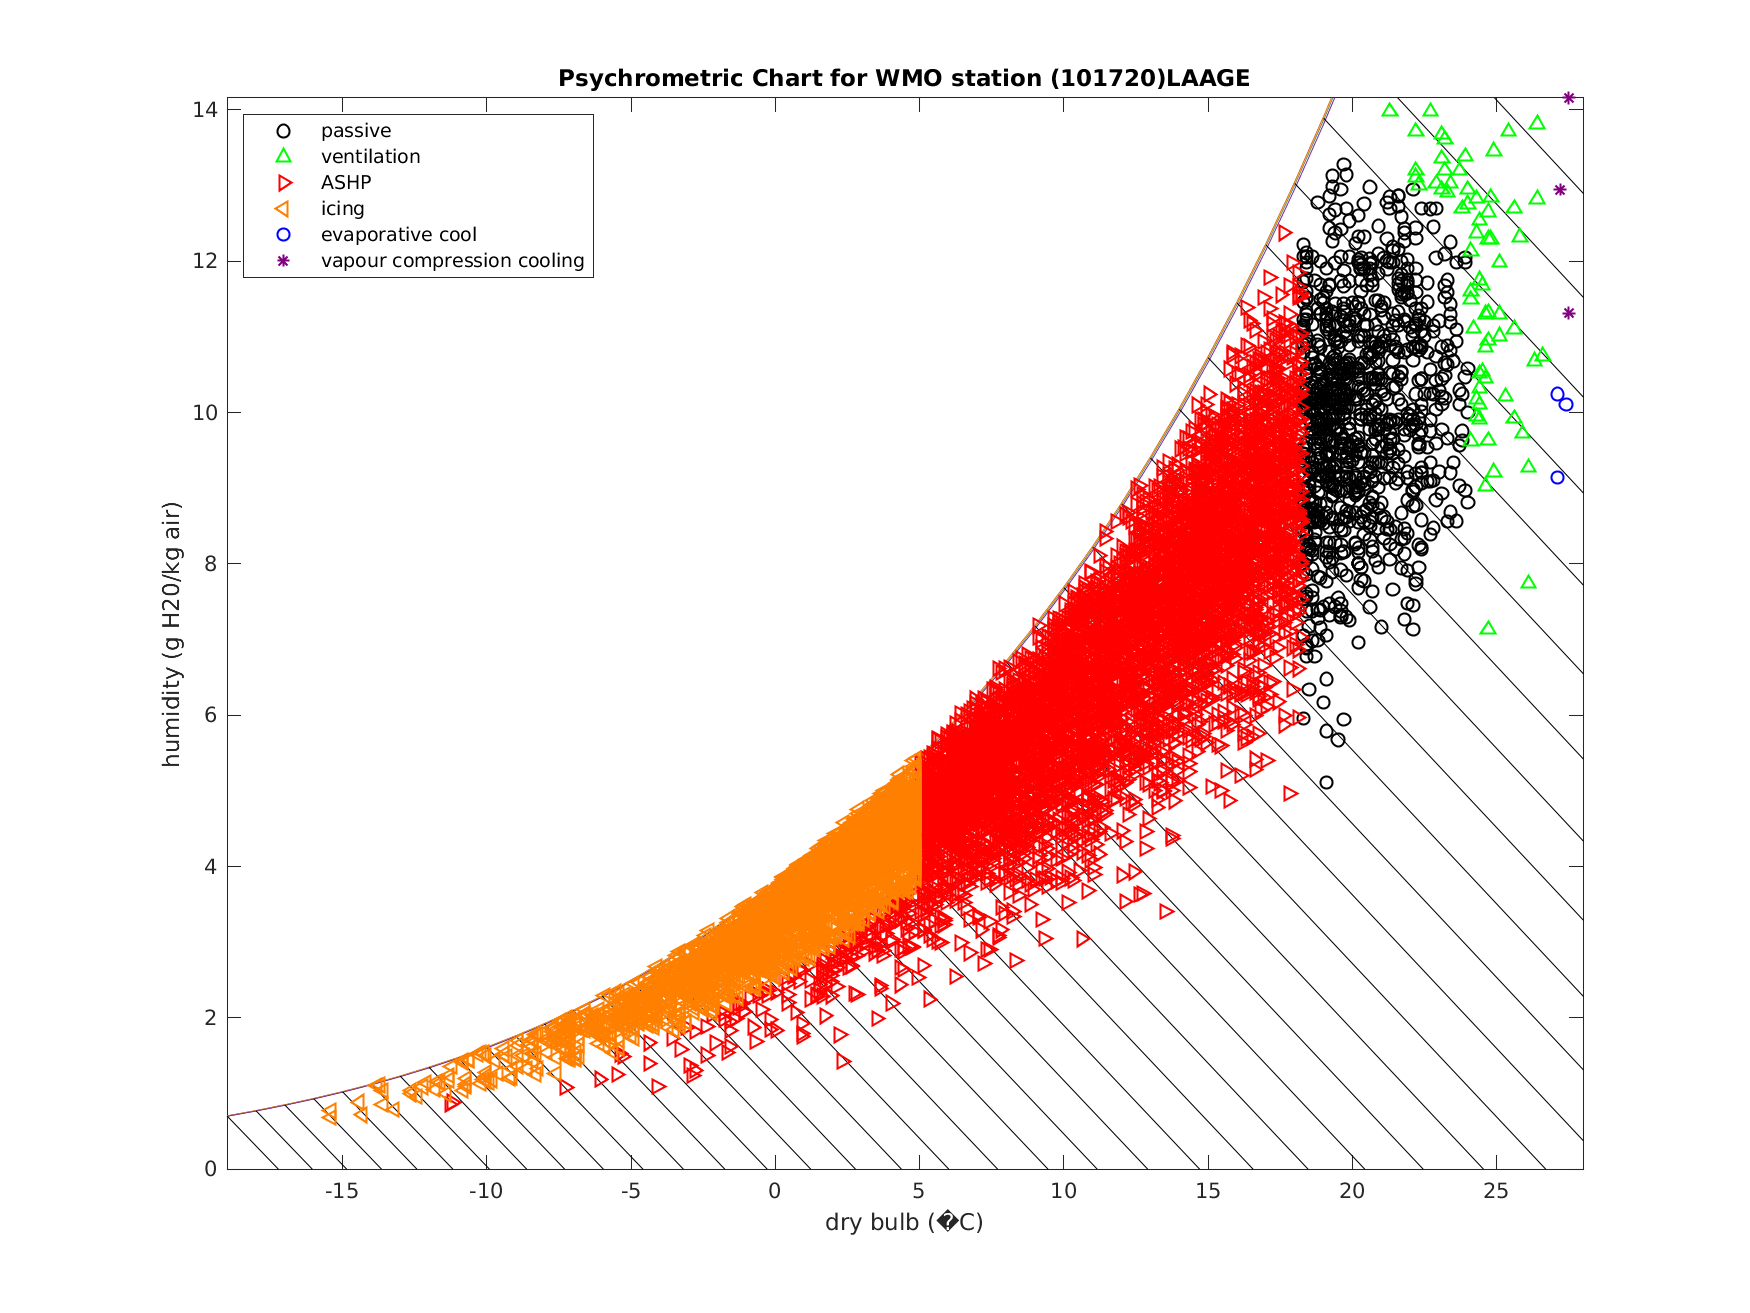 Psychrometric Chart for WMO station (101720)LAAGE
passive
ventilation
ASHP
icing
evaporative cool
vapour compression cooling
14
12
10
8
6
4
2
0
humidity (g H20/kg air)
-15 -10 -5 0 5 10 15 20 25
dry bulb (�C)